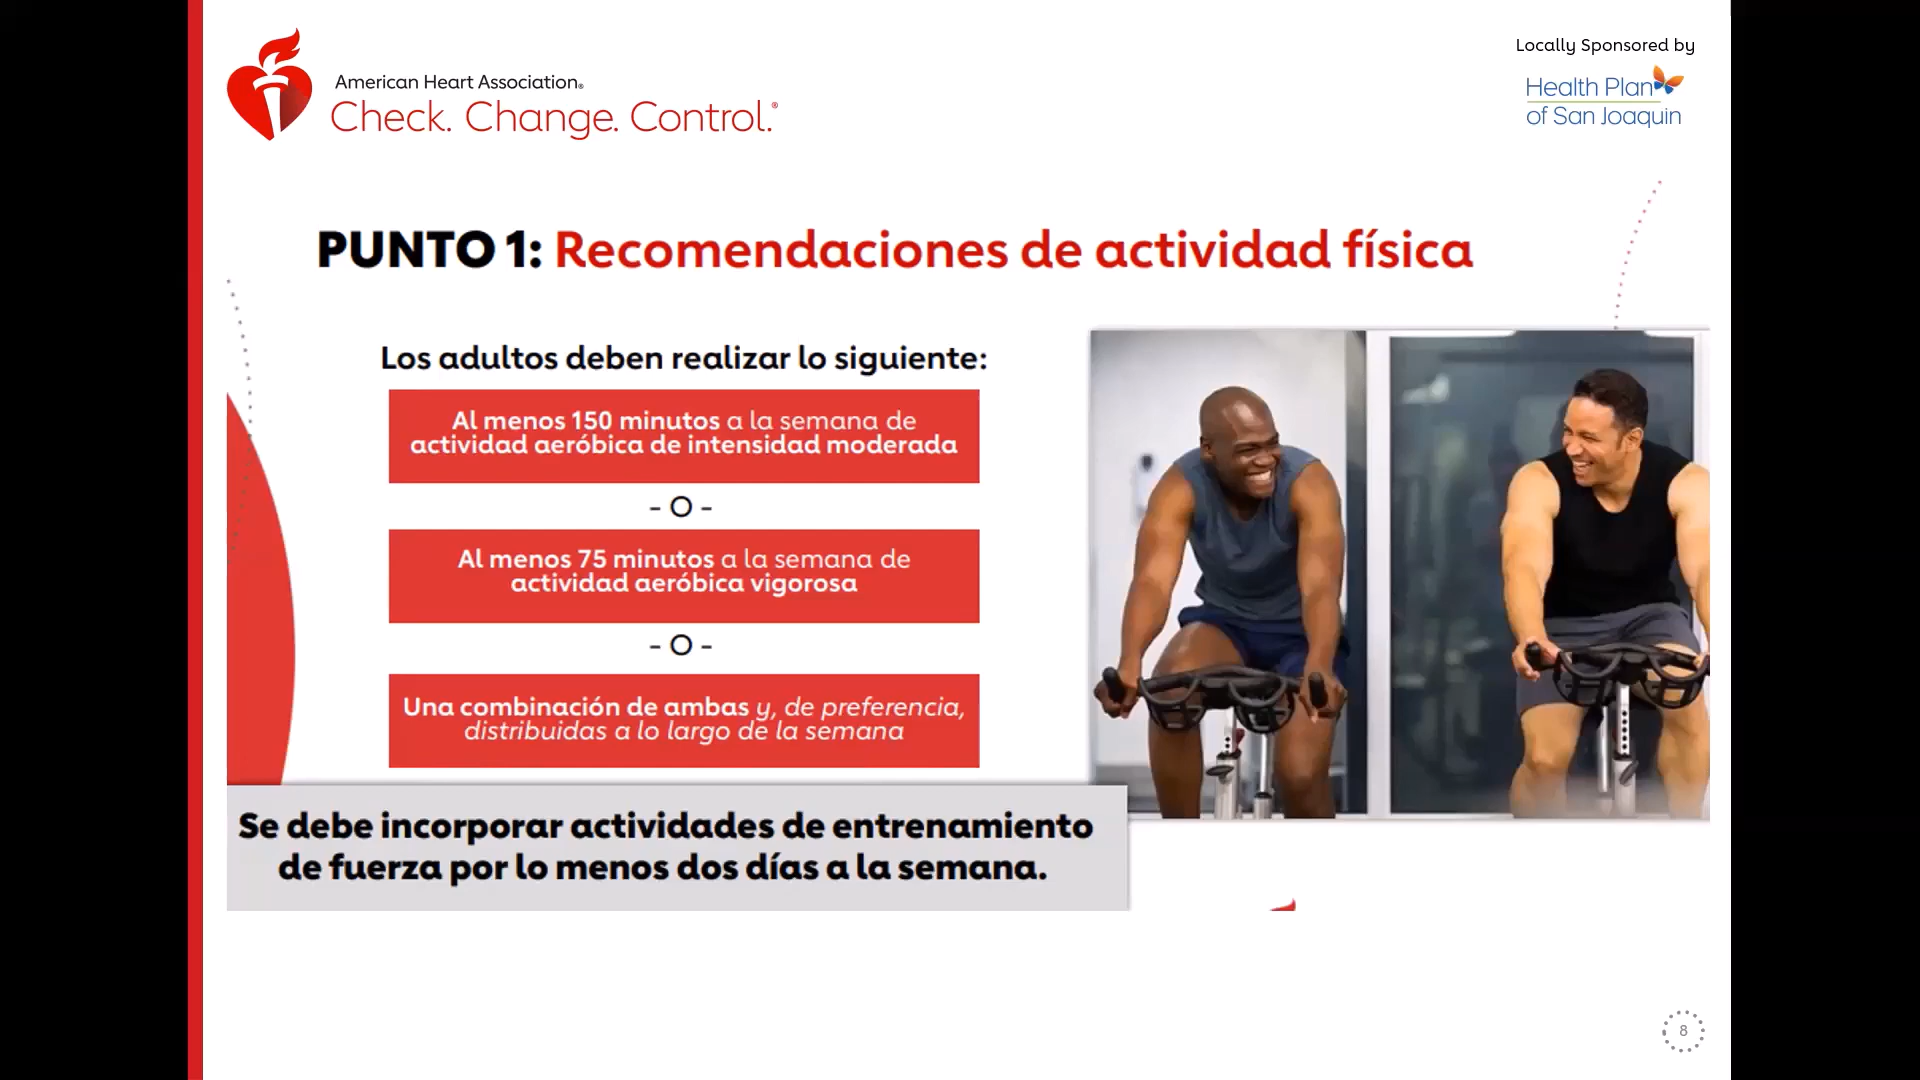 American Heart Association®
Check. Change. Control.®
Locally Sponsored by
Health Plan
of San Joaquin
PUNTO 1: Recomendaciones de actividad física
Los adultos deben realizar lo siguiente:
Al menos 150 minutos a la semana de
actividad aeróbica de intensidad moderada
- O -
Al menos 75 minutos a la semana de
actividad aeróbica vigorosa
- O -
Una combinación de ambas y, de preferencia,
distribuidas a lo largo de la semana
Se debe incorporar actividades de entrenamiento
de fuerza por lo menos dos días a la semana.
8